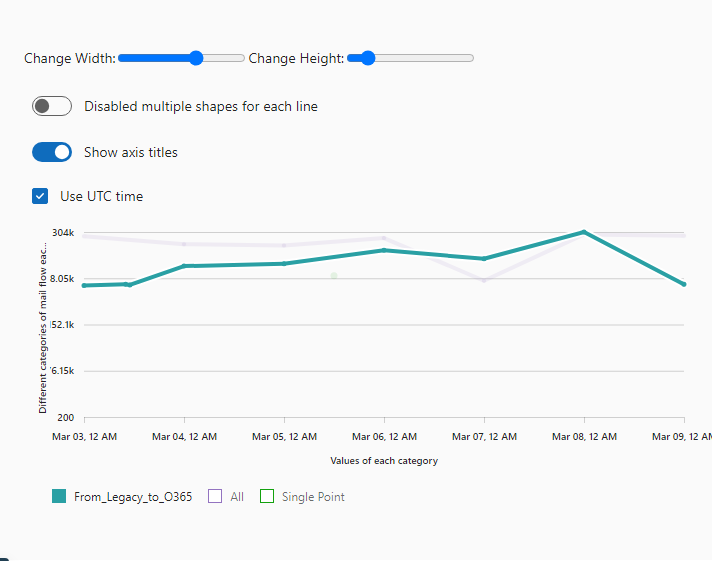 Change Width: Change Height:
Disabled multiple shapes for each line
Show axis titles
Use UTC time
304k
8.05k
52.1k
6.15k
200
Different categories of mail flow eac...
Mar 03, 12 AM Mar 04, 12 AM Mar 05, 12 AM Mar 06, 12 AM Mar 07, 12 AM Mar 08, 12 AM Mar 09, 12 AM
Values of each category
From_Legacy_to_O365 All Single Point